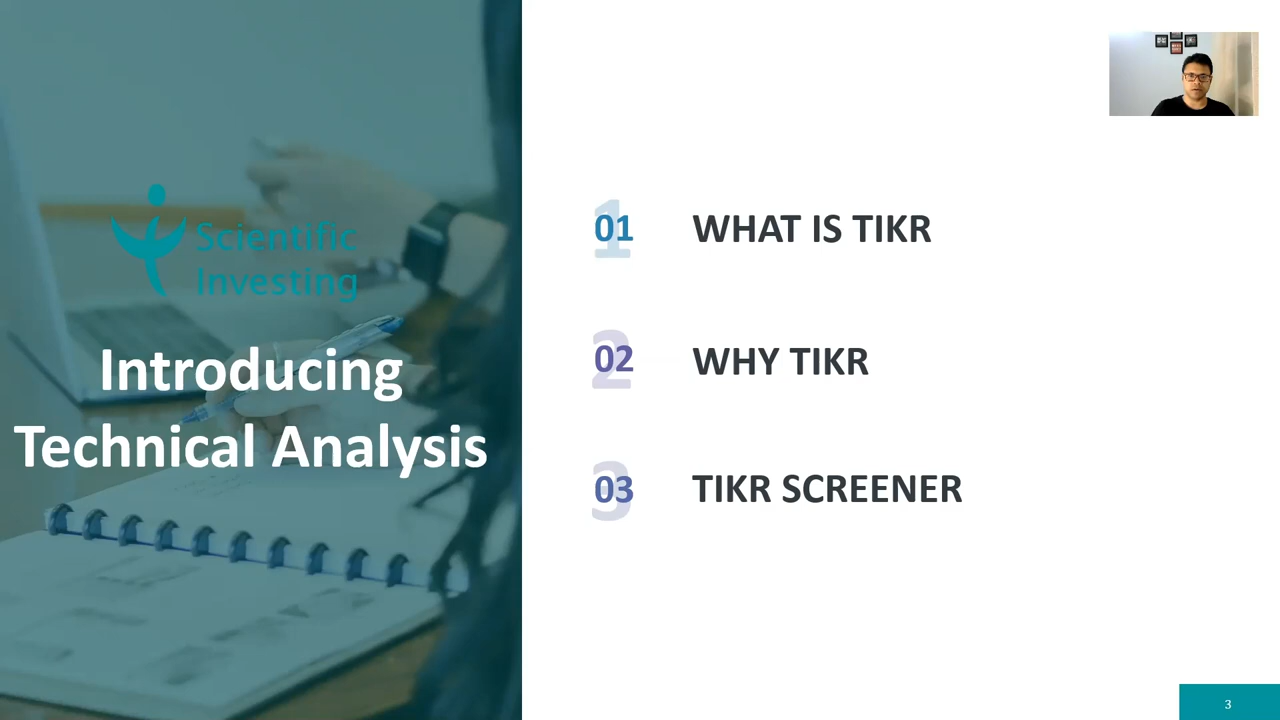 Scientific
Investing
Introducing
Technical Analysis
01 WHAT IS TIKR
02 WHY TIKR
03 TIKR SCREENER
3